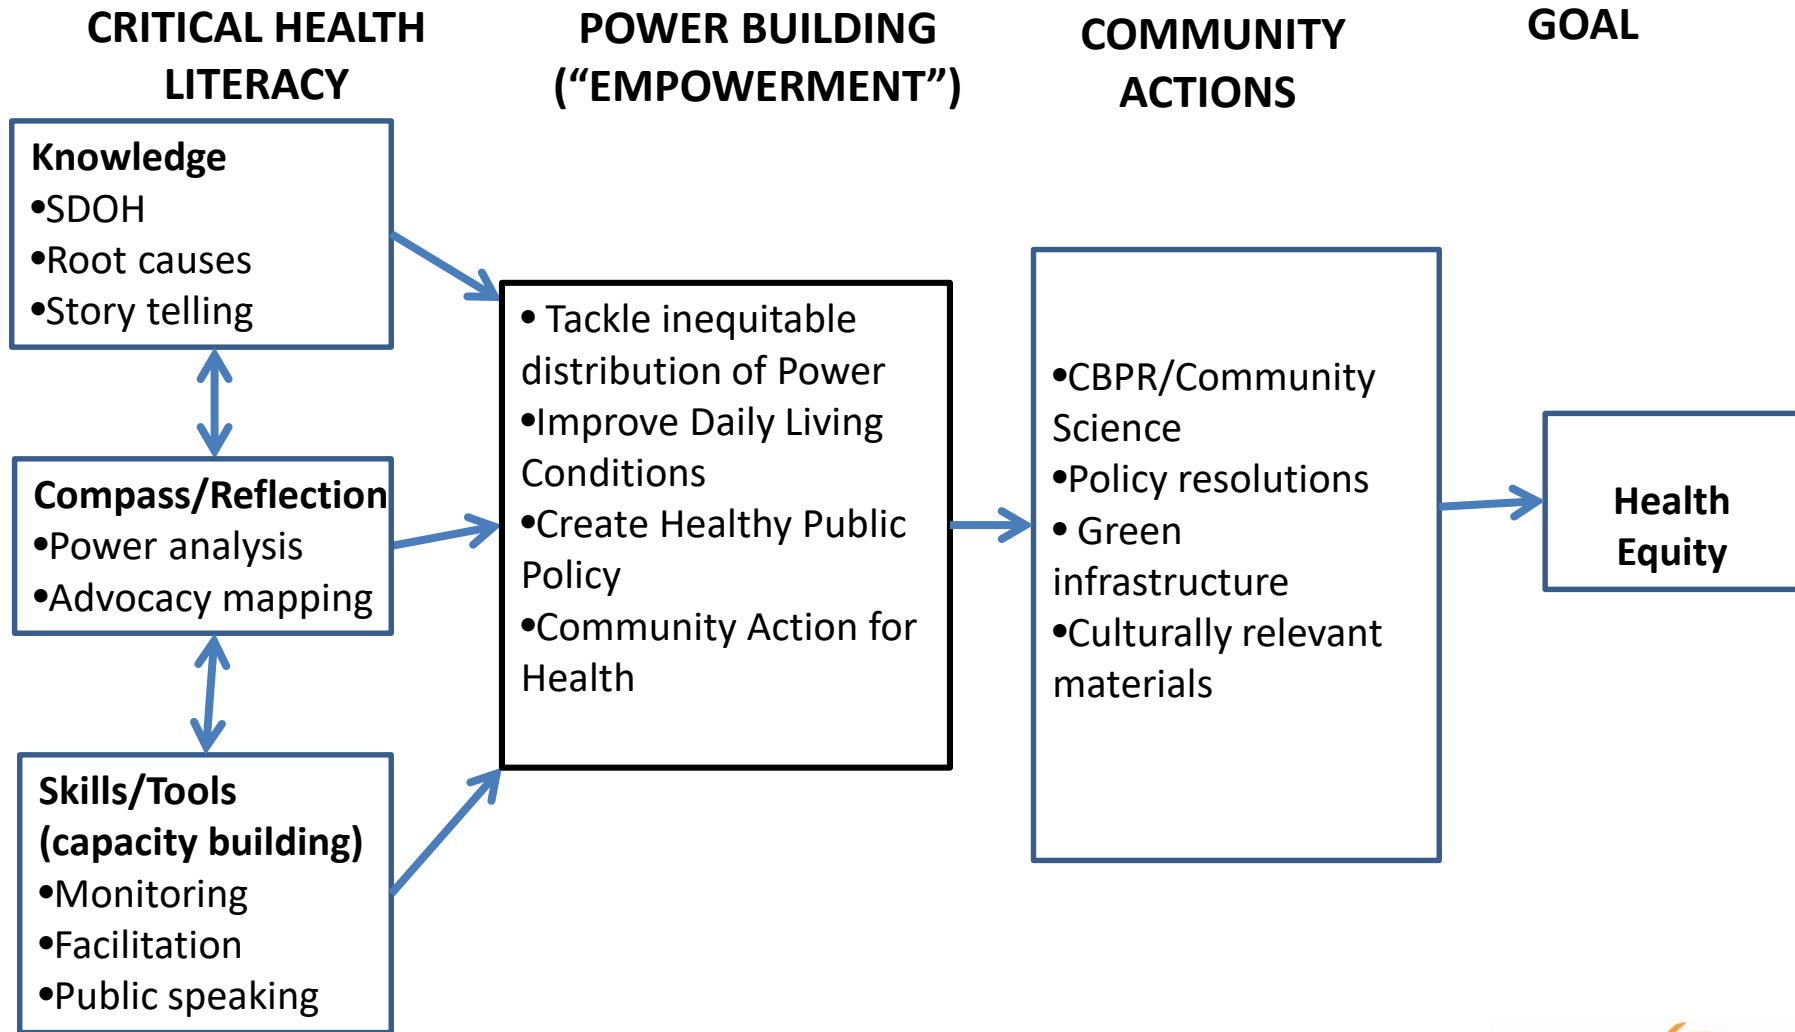 CRITICAL HEALTH
LITERACY
POWER BUILDING
(“EMPOWERMENT”)
COMMUNITY
ACTIONS
GOAL
Knowledge
•SDOH
•Root causes
•Story telling
Compass/Reflection
•Power analysis
•Advocacy mapping
Skills/Tools
(capacity building)
•Monitoring
•Facilitation
•Public speaking
• Tackle inequitable
distribution of Power
•Improve Daily Living
Conditions
•Create Healthy Public
Policy
•Community Action for
Health
•CBPR/Community
Science
•Policy resolutions
• Green
infrastructure
•Culturally relevant
materials
Health
Equity